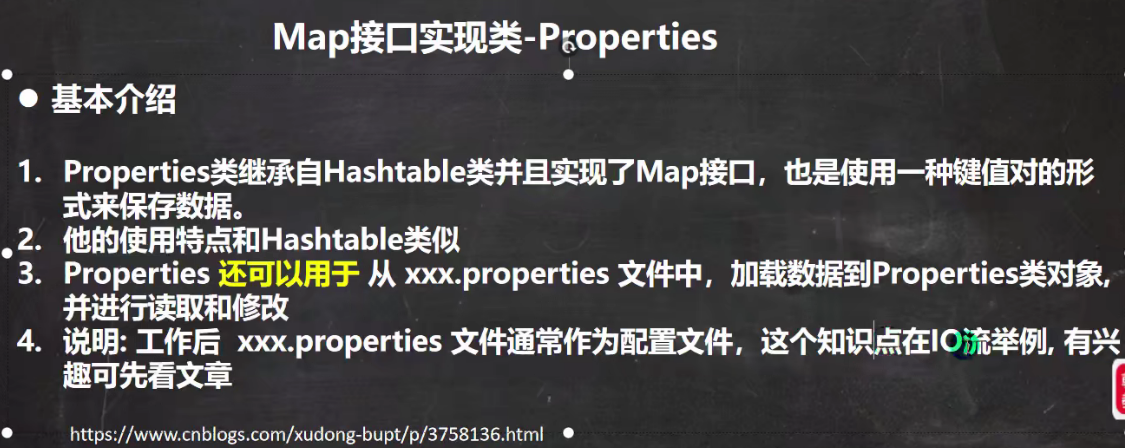 Map接口实现类-Properties
● 基本介绍
1. Properties类继承自Hashtable类并且实现了Map接口，也是使用一种键值对的形
式来保存数据。
2. 他的使用特点和Hashtable类似
3. Properties 还可以用于 从 xxx.properties 文件中，加载数据到Properties类对象,
并进行读取和修改
4. 说明: 工作后 xxx.properties 文件通常作为配置文件，这个知识点在IO流举例, 有兴
趣可先看文章
https://www.cnblogs.com/xudong-bupt/p/3758136.html